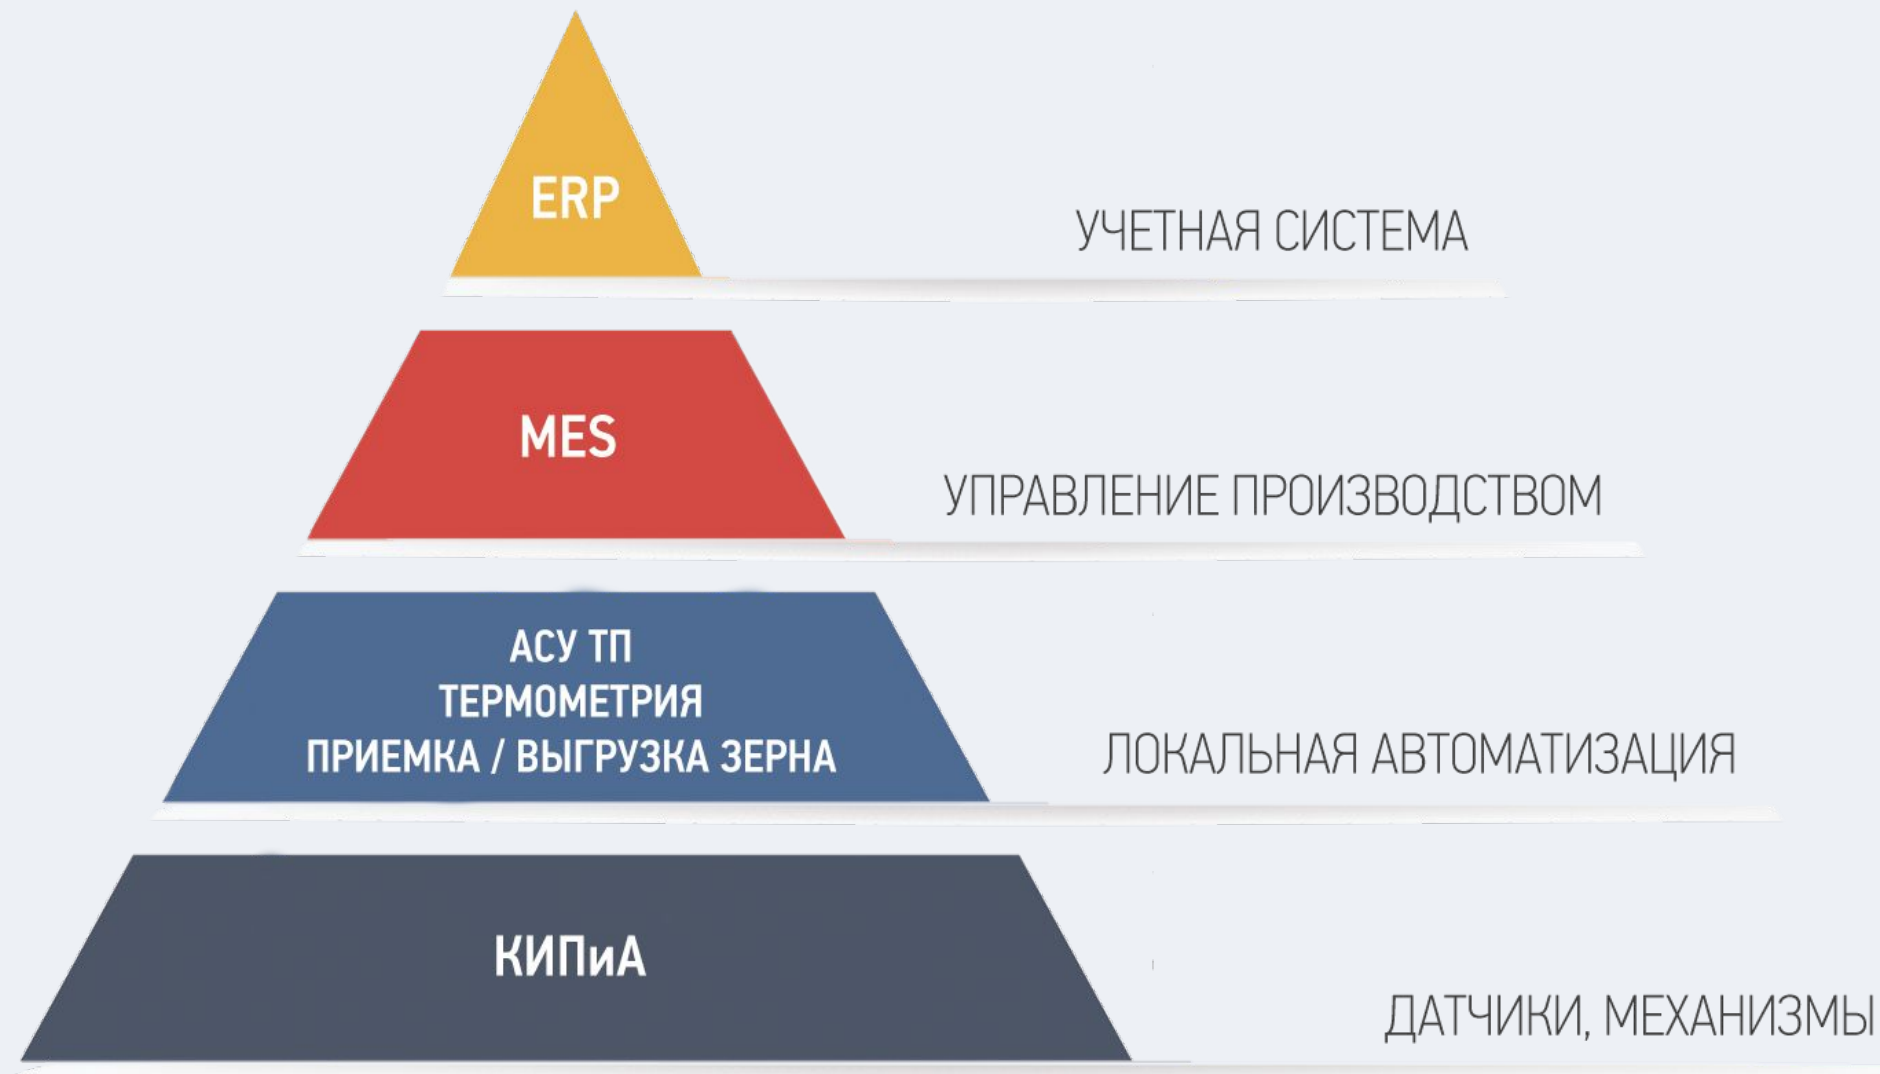 ERP
УЧЕТНАЯ СИСТЕМА
MES
УПРАВЛЕНИЕ ПРОИЗВОДСТВОМ
АСУ ТП
ТЕРМОМЕТРИЯ
ПРИЕМКА / ВЫГРУЗКА ЗЕРНА
ЛОКАЛЬНАЯ АВТОМАТИЗАЦИЯ
КИПиА
ДАТЧИКИ, МЕХАНИЗМЫ